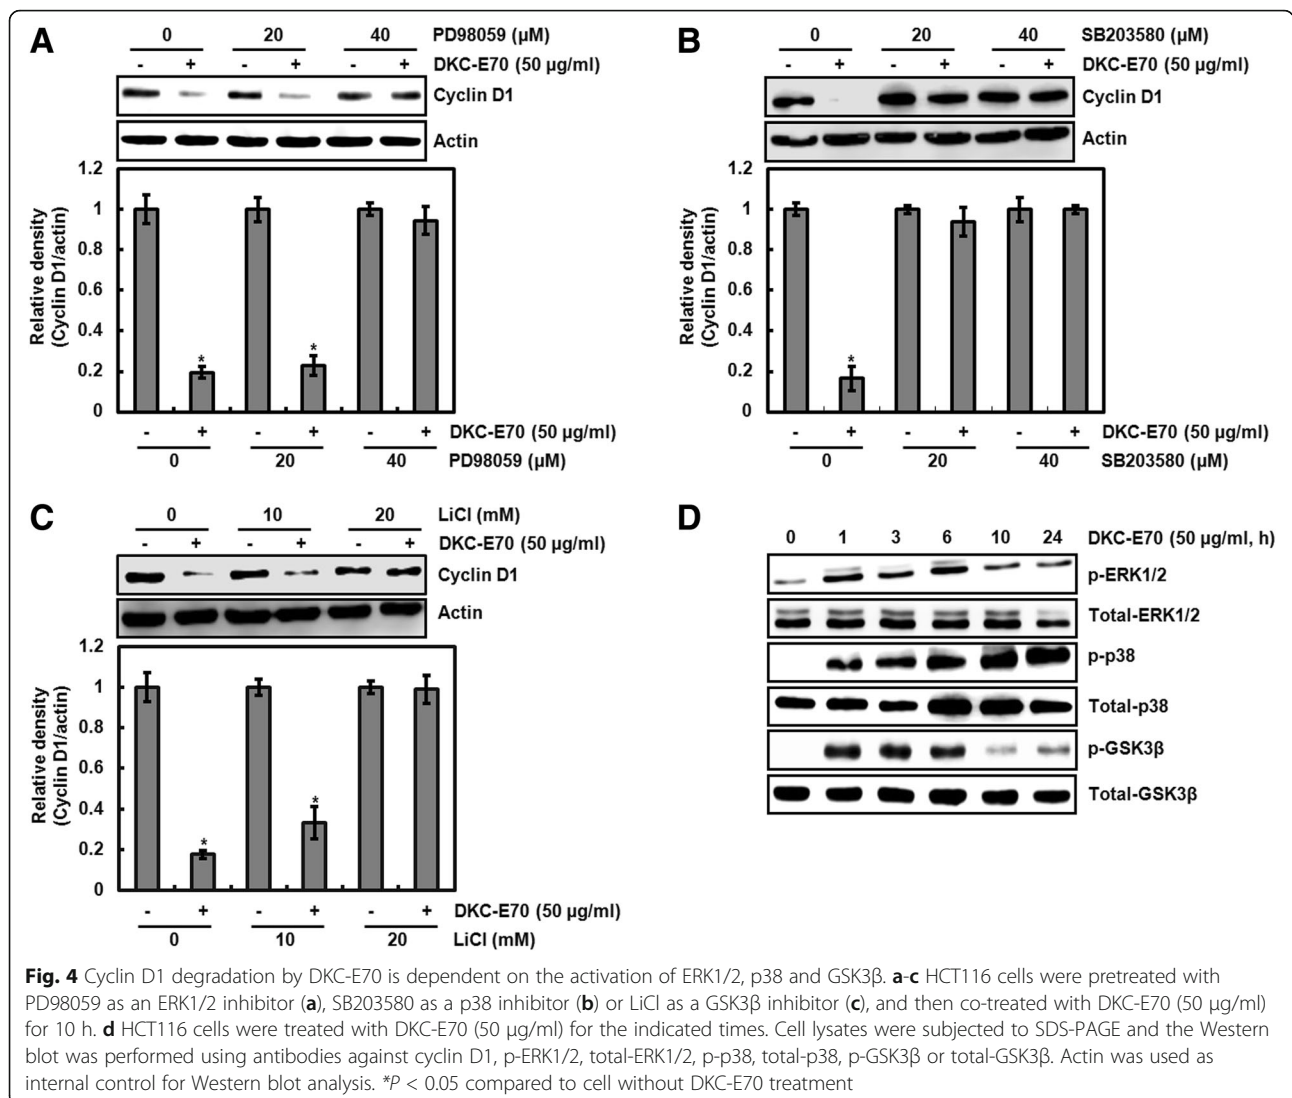 A
0 20 40 PD98059 (µM)
- + - + - + DKC-E70 (50 µg/ml)
Cyclin D1
Actin
1.2
1
0.8
0.6
0.4
0.2
0
Relative density
(Cyclin D1/actin)
* *
- + - + - + DKC-E70 (50 µg/ml)
0 20 40 PD98059 (µM)
B
0 20 40 SB203580 (µM)
- + - + - + DKC-E70 (50 µg/ml)
Cyclin D1
Actin
1.2
1
0.8
0.6
0.4
0.2
0
Relative density
(Cyclin D1/actin)
*
- + - + - + DKC-E70 (50 µg/ml)
0 20 40 SB203580 (µM)
C
0 10 20 LiCl (mM)
- + - + - + DKC-E70 (50 µg/ml)
Cyclin D1
Actin
1.2
1
0.8
0.6
0.4
0.2
0
Relative density
(Cyclin D1/actin)
* *
- + - + - + DKC-E70 (50 µg/ml)
0 10 20 LiCl (mM)
D
0 1 3 6 10 24 DKC-E70 (50 µg/ml, h)
p-ERK1/2
Total-ERK1/2
p-p38
Total-p38
p-GSK3β
Total-GSK3β
Fig. 4 Cyclin D1 degradation by DKC-E70 is dependent on the activation of ERK1/2, p38 and GSK3β. a-c HCT116 cells were pretreated with
PD98059 as an ERK1/2 inhibitor (a), SB203580 as a p38 inhibitor (b) or LiCl as a GSK3β inhibitor (c), and then co-treated with DKC-E70 (50 µg/ml)
for 10 h. d HCT116 cells were treated with DKC-E70 (50 µg/ml) for the indicated times. Cell lysates were subjected to SDS-PAGE and the Western
blot was performed using antibodies against cyclin D1, p-ERK1/2, total-ERK1/2, p-p38, total-p38, p-GSK3β or total-GSK3β. Actin was used as
internal control for Western blot analysis. *P < 0.05 compared to cell without DKC-E70 treatment